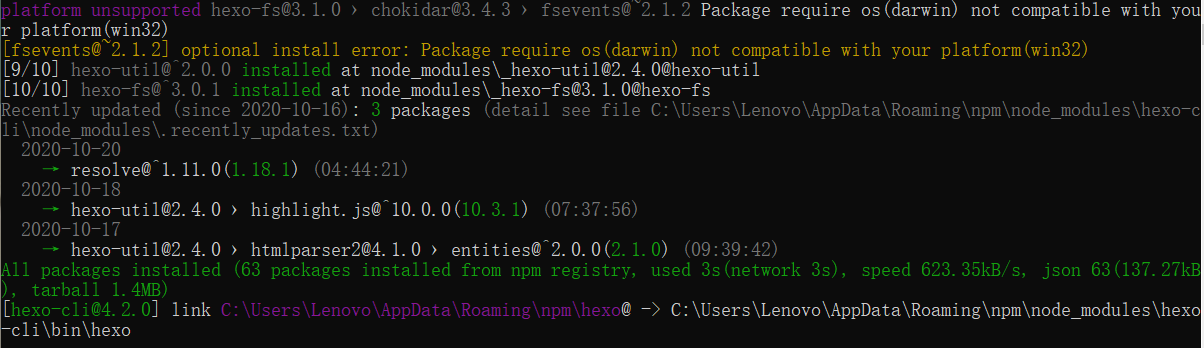 platform unsupported hexo-fs@3.1.0 › chokidar@3.4.3 › fsevents@~2.1.2 Package require os(darwin) not compatible with you
r platform(win32)
[fsevents@~2.1.2] optional install error: Package require os(darwin) not compatible with your platform(win32)
[9/10] hexo-util@^2.0.0 installed at node_modules\_hexo-util@2.4.0@hexo-util
[10/10] hexo-fs@^3.0.1 installed at node_modules\_hexo-fs@3.1.0@hexo-fs
Recently updated (since 2020-10-16): 3 packages (detail see file C:\Users\Lenovo\AppData\Roaming\npm\node_modules\hexo-c
li\node_modules\.recently_updates.txt)
2020-10-20
→ resolve@^1.11.0(1.18.1) (04:44:21)
2020-10-18
→ hexo-util@2.4.0 › highlight.js@^10.0.0(10.3.1) (07:37:56)
2020-10-17
→ hexo-util@2.4.0 › htmlparser2@4.1.0 › entities@^2.0.0(2.1.0) (09:39:42)
All packages installed (63 packages installed from npm registry, used 3s(network 3s), speed 623.35kB/s, json 63(137.27kB
), tarball 1.4MB)
[hexo-cli@4.2.0] link C:\Users\Lenovo\AppData\Roaming\npm\hexo@ -> C:\Users\Lenovo\AppData\Roaming\npm\node_modules\hexo
-cli\bin\hexo